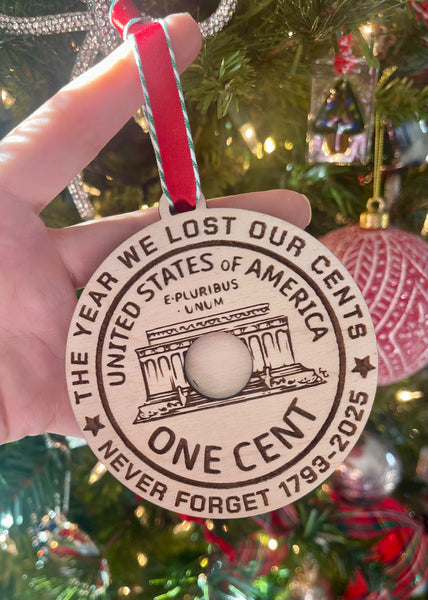 THE YEAR WE LOST OUR CENTS
UNITED STATES OF AMERICA
E·PLURIBUS
·UNUM
ONE CENT
NEVER FORGET 1793-2025